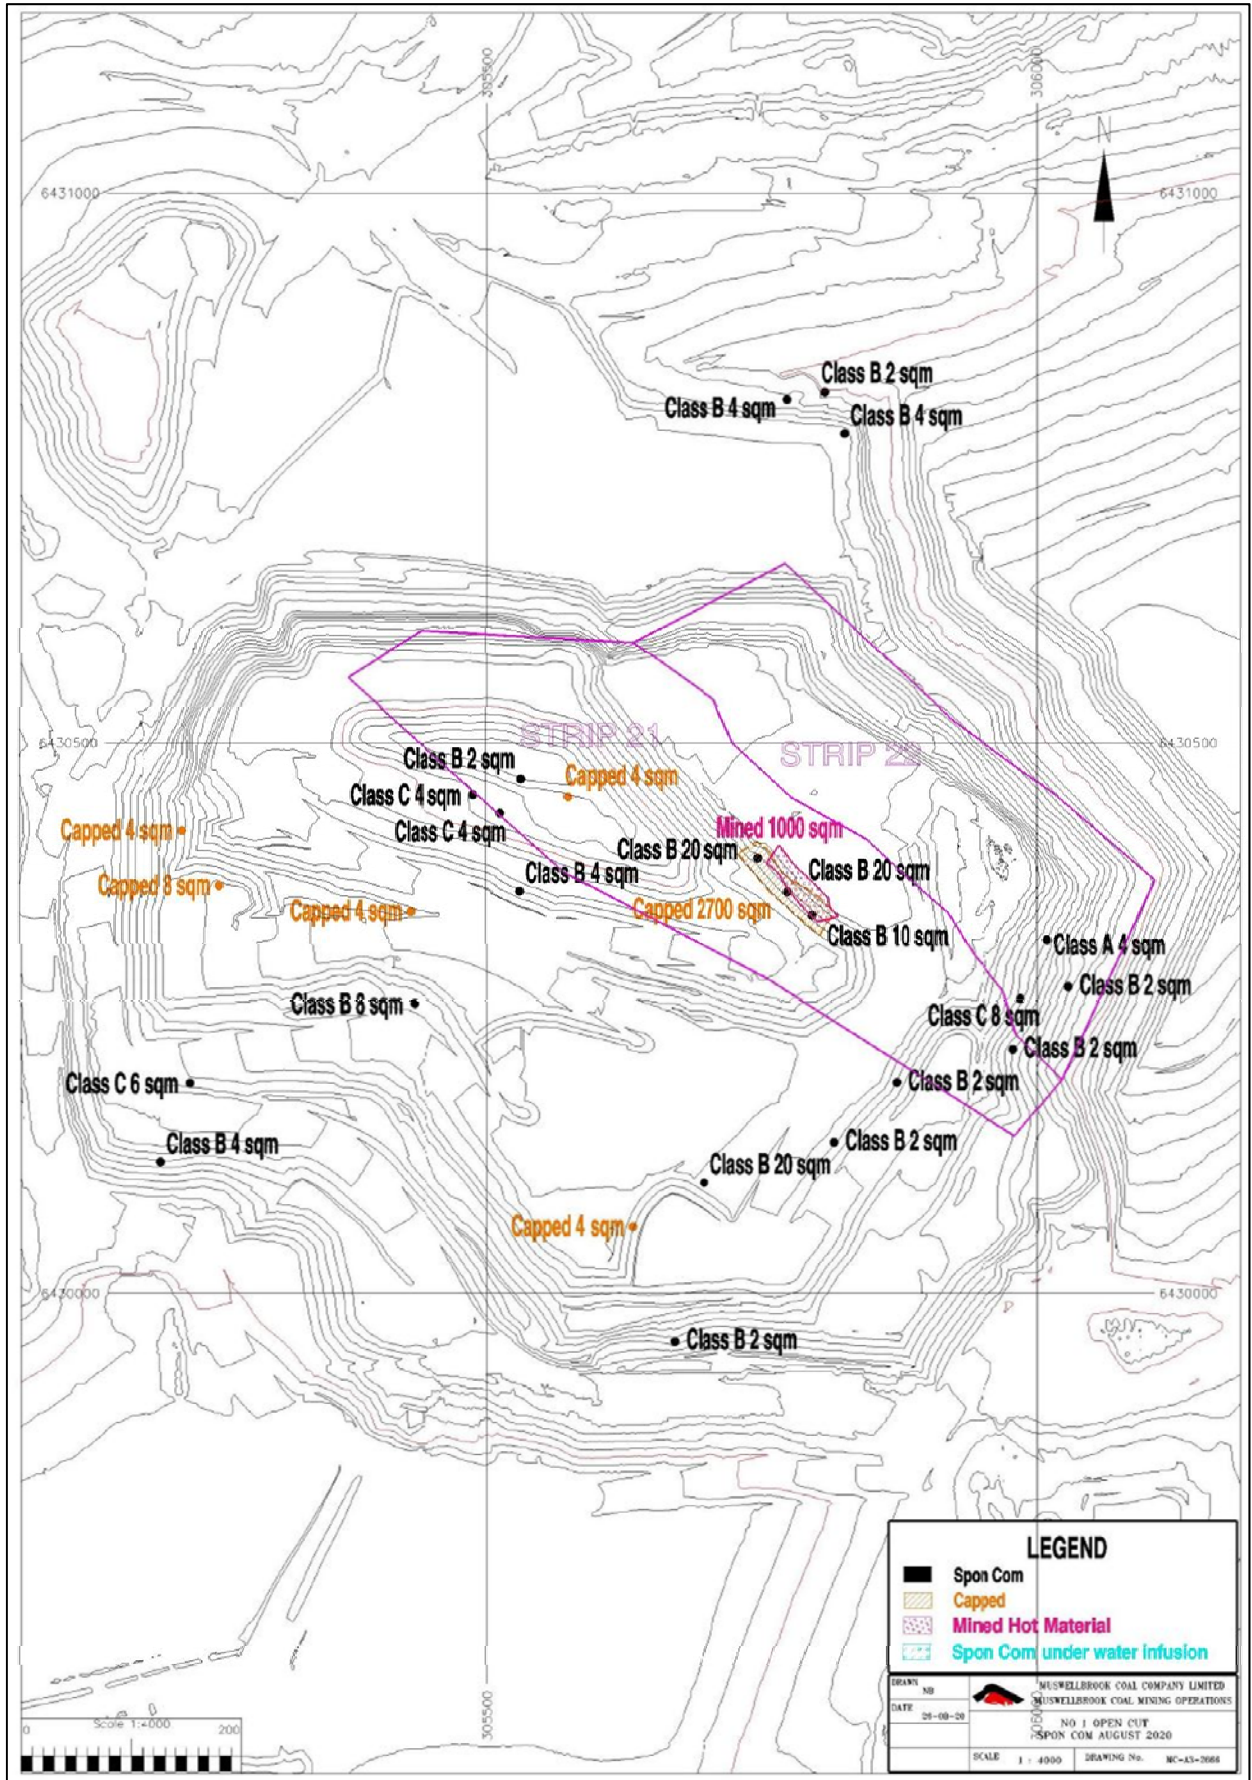 305500
306000
N
6431000
6431000
Class B 2 sqm
Class B 4 sqm
Class B 4 sqm
STRIP 21
6430500
6430500
STRIP 22
Class B 2 sqm
Capped 4 sqm
Class C 4 sqm
Class C 4 sqm
Capped 4 sqm
Mined 1000 sqm
Class B 20 sqm
Class B 20 sqm
Class B 4 sqm
Capped 8 sqm
Capped 4 sqm
Capped 2700 sqm
Class B 10 sqm
Class A 4 sqm
Class B 2 sqm
Class B 8 sqm
Class C 8 sqm
Class B 2 sqm
Class C 6 sqm
Class B 2 sqm
Class B 4 sqm
Class B 2 sqm
Class B 20 sqm
Capped 4 sqm
6430000
6430000
Class B 2 sqm
LEGEND
Spon Com
Capped
Mined Hot Material
Spon Com under water infusion
305500
306000
0 Scale 1:4000 200
DRAWN NB
DATE 26-08-20
MUSWELLBROOK COAL COMPANY LIMITED
MUSWELLBROOK COAL MINING OPERATIONS
NO 1 OPEN CUT
SPON COM AUGUST 2020
SCALE 1 : 4000
DRAWING No.